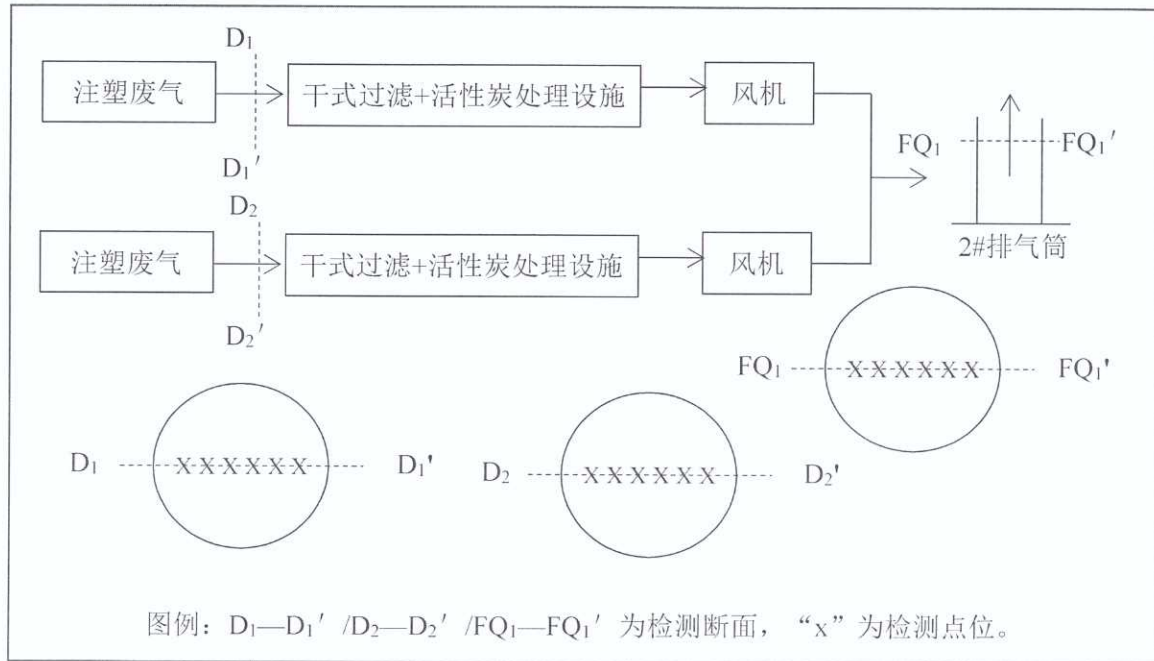 D₁
注塑废气
干式过滤+活性炭处理设施
风机
D₁′
FQ₁
FQ₁′
2#排气筒
D₂
注塑废气
干式过滤+活性炭处理设施
风机
D₂′
FQ₁ XXXXXX FQ₁'
D₁ XXXXXX D₁'
D₂ XXXXXX D₂'
图例：D₁—D₁′ /D₂—D₂′ /FQ₁—FQ₁′ 为检测断面，“x”为检测点位。